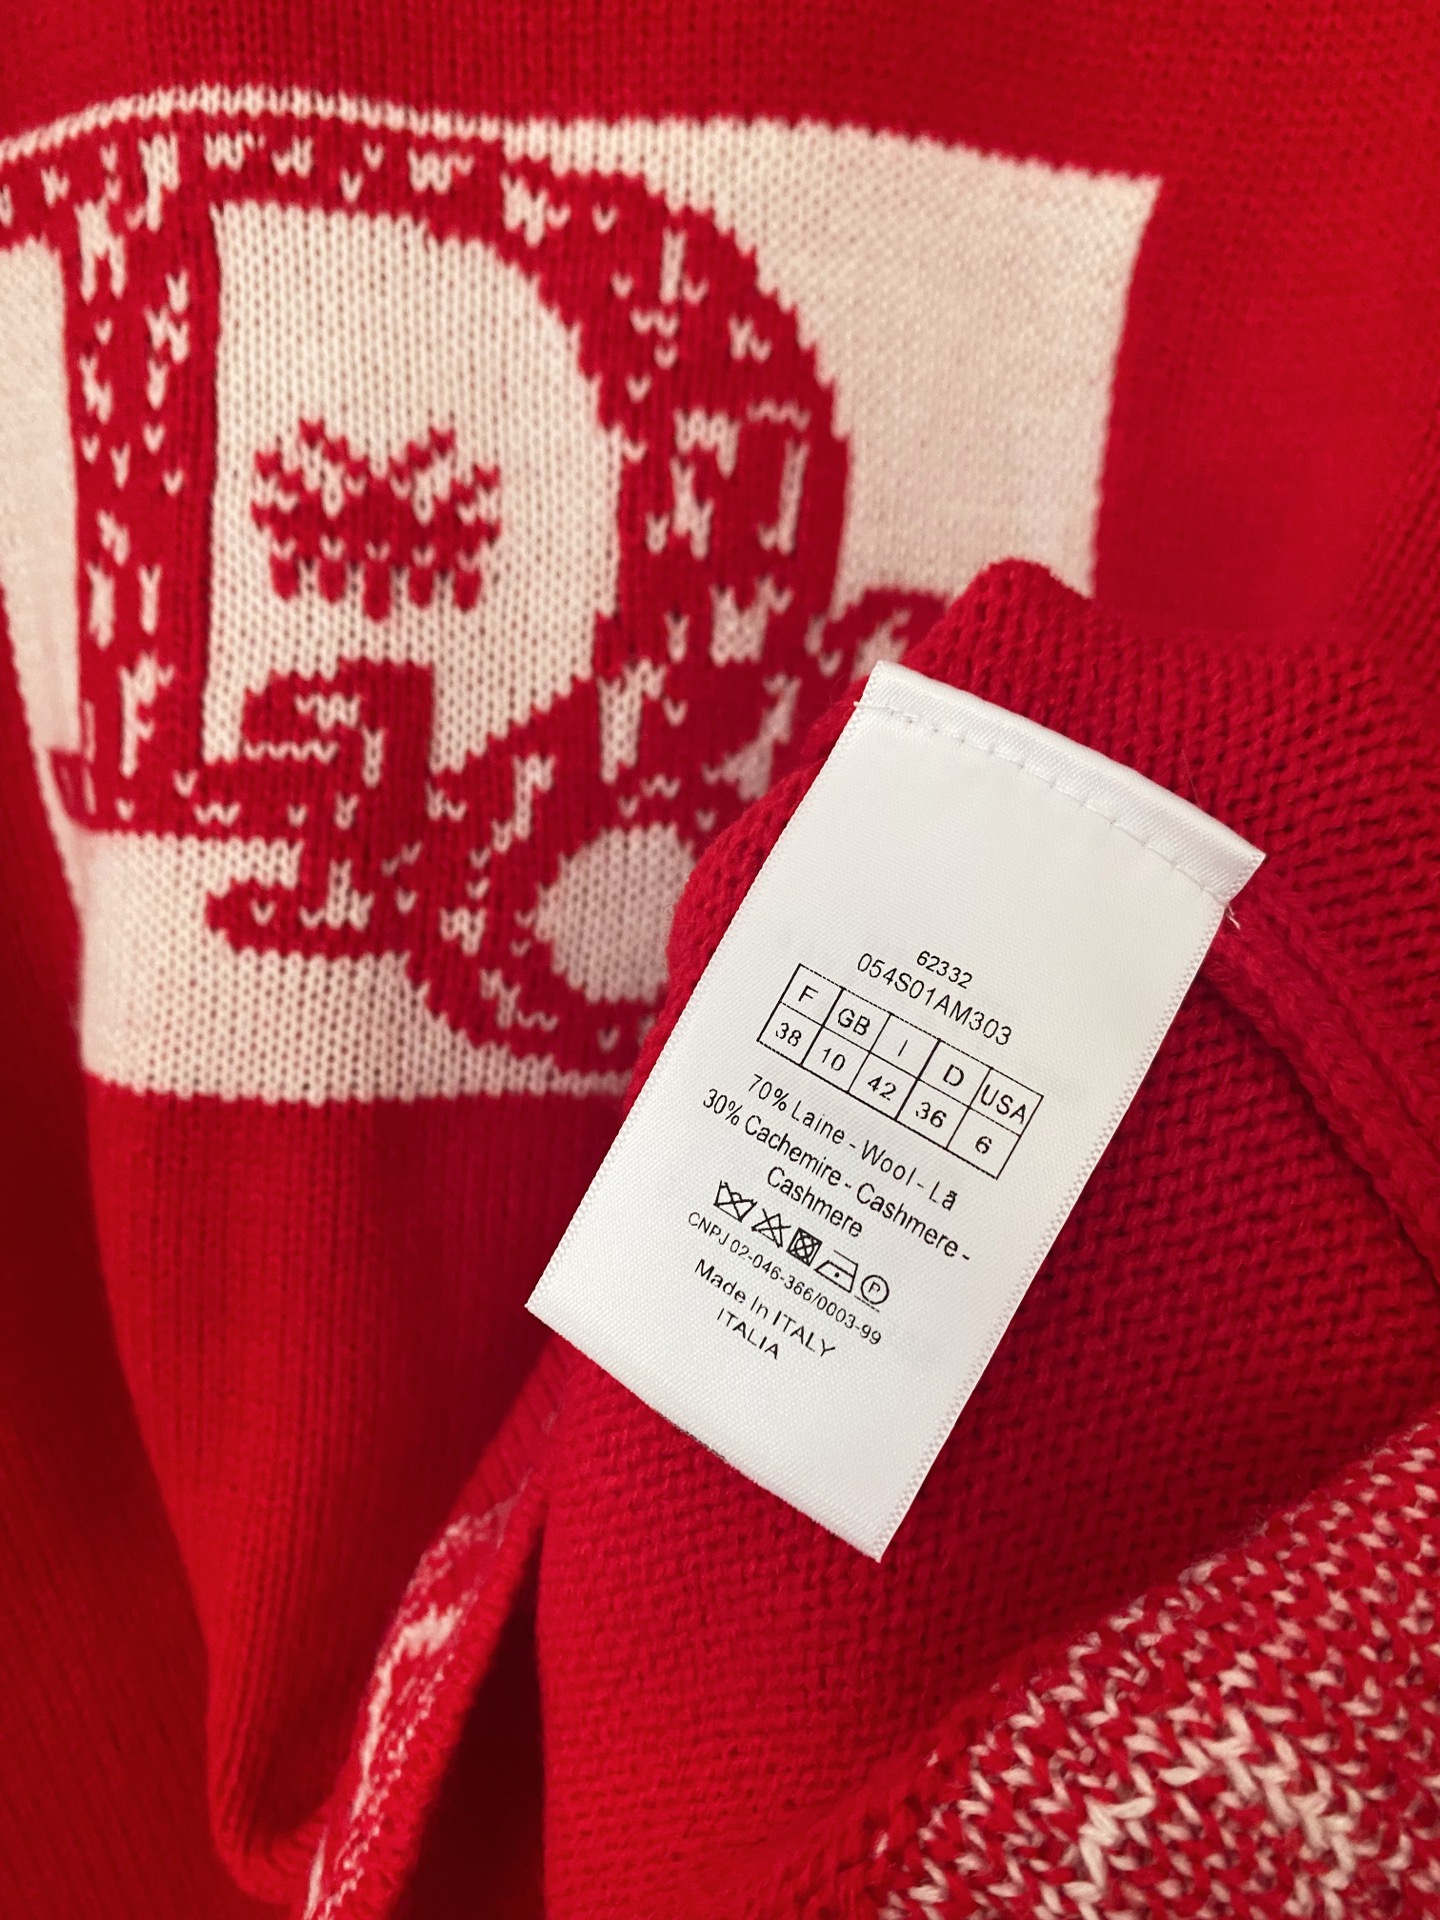 62332
054S01AM303
F GB I D USA
38 10 42 36 6
70% Laine - Wool - Lã
30% Cachemire - Cashmere -
Cashmere
P
CNPJ 02-046-366/0003-99
Made In ITALY
ITALIA